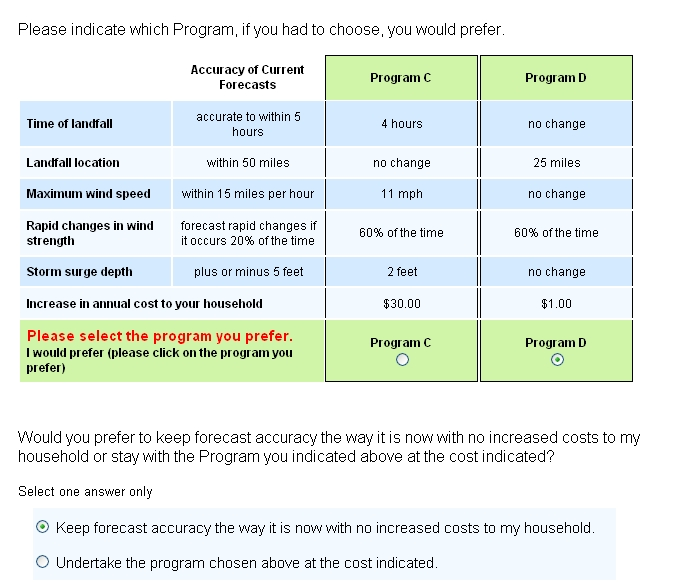 Please indicate which Program, if you had to choose, you would prefer.
Accuracy of Current
Forecasts
Program C
Program D
Time of landfall
accurate to within 5
hours
4 hours
no change
Landfall location
within 50 miles
no change
25 miles
Maximum wind speed
within 15 miles per hour
11 mph
no change
Rapid changes in wind
strength
forecast rapid changes if
it occurs 20% of the time
60% of the time
60% of the time
Storm surge depth
plus or minus 5 feet
2 feet
no change
Increase in annual cost to your household
$30.00
$1.00
Please select the program you prefer.
I would prefer (please click on the program you
prefer)
Program C
Program D
Would you prefer to keep forecast accuracy the way it is now with no increased costs to my
household or stay with the Program you indicated above at the cost indicated?
Select one answer only
Keep forecast accuracy the way it is now with no increased costs to my household.
Undertake the program chosen above at the cost indicated.